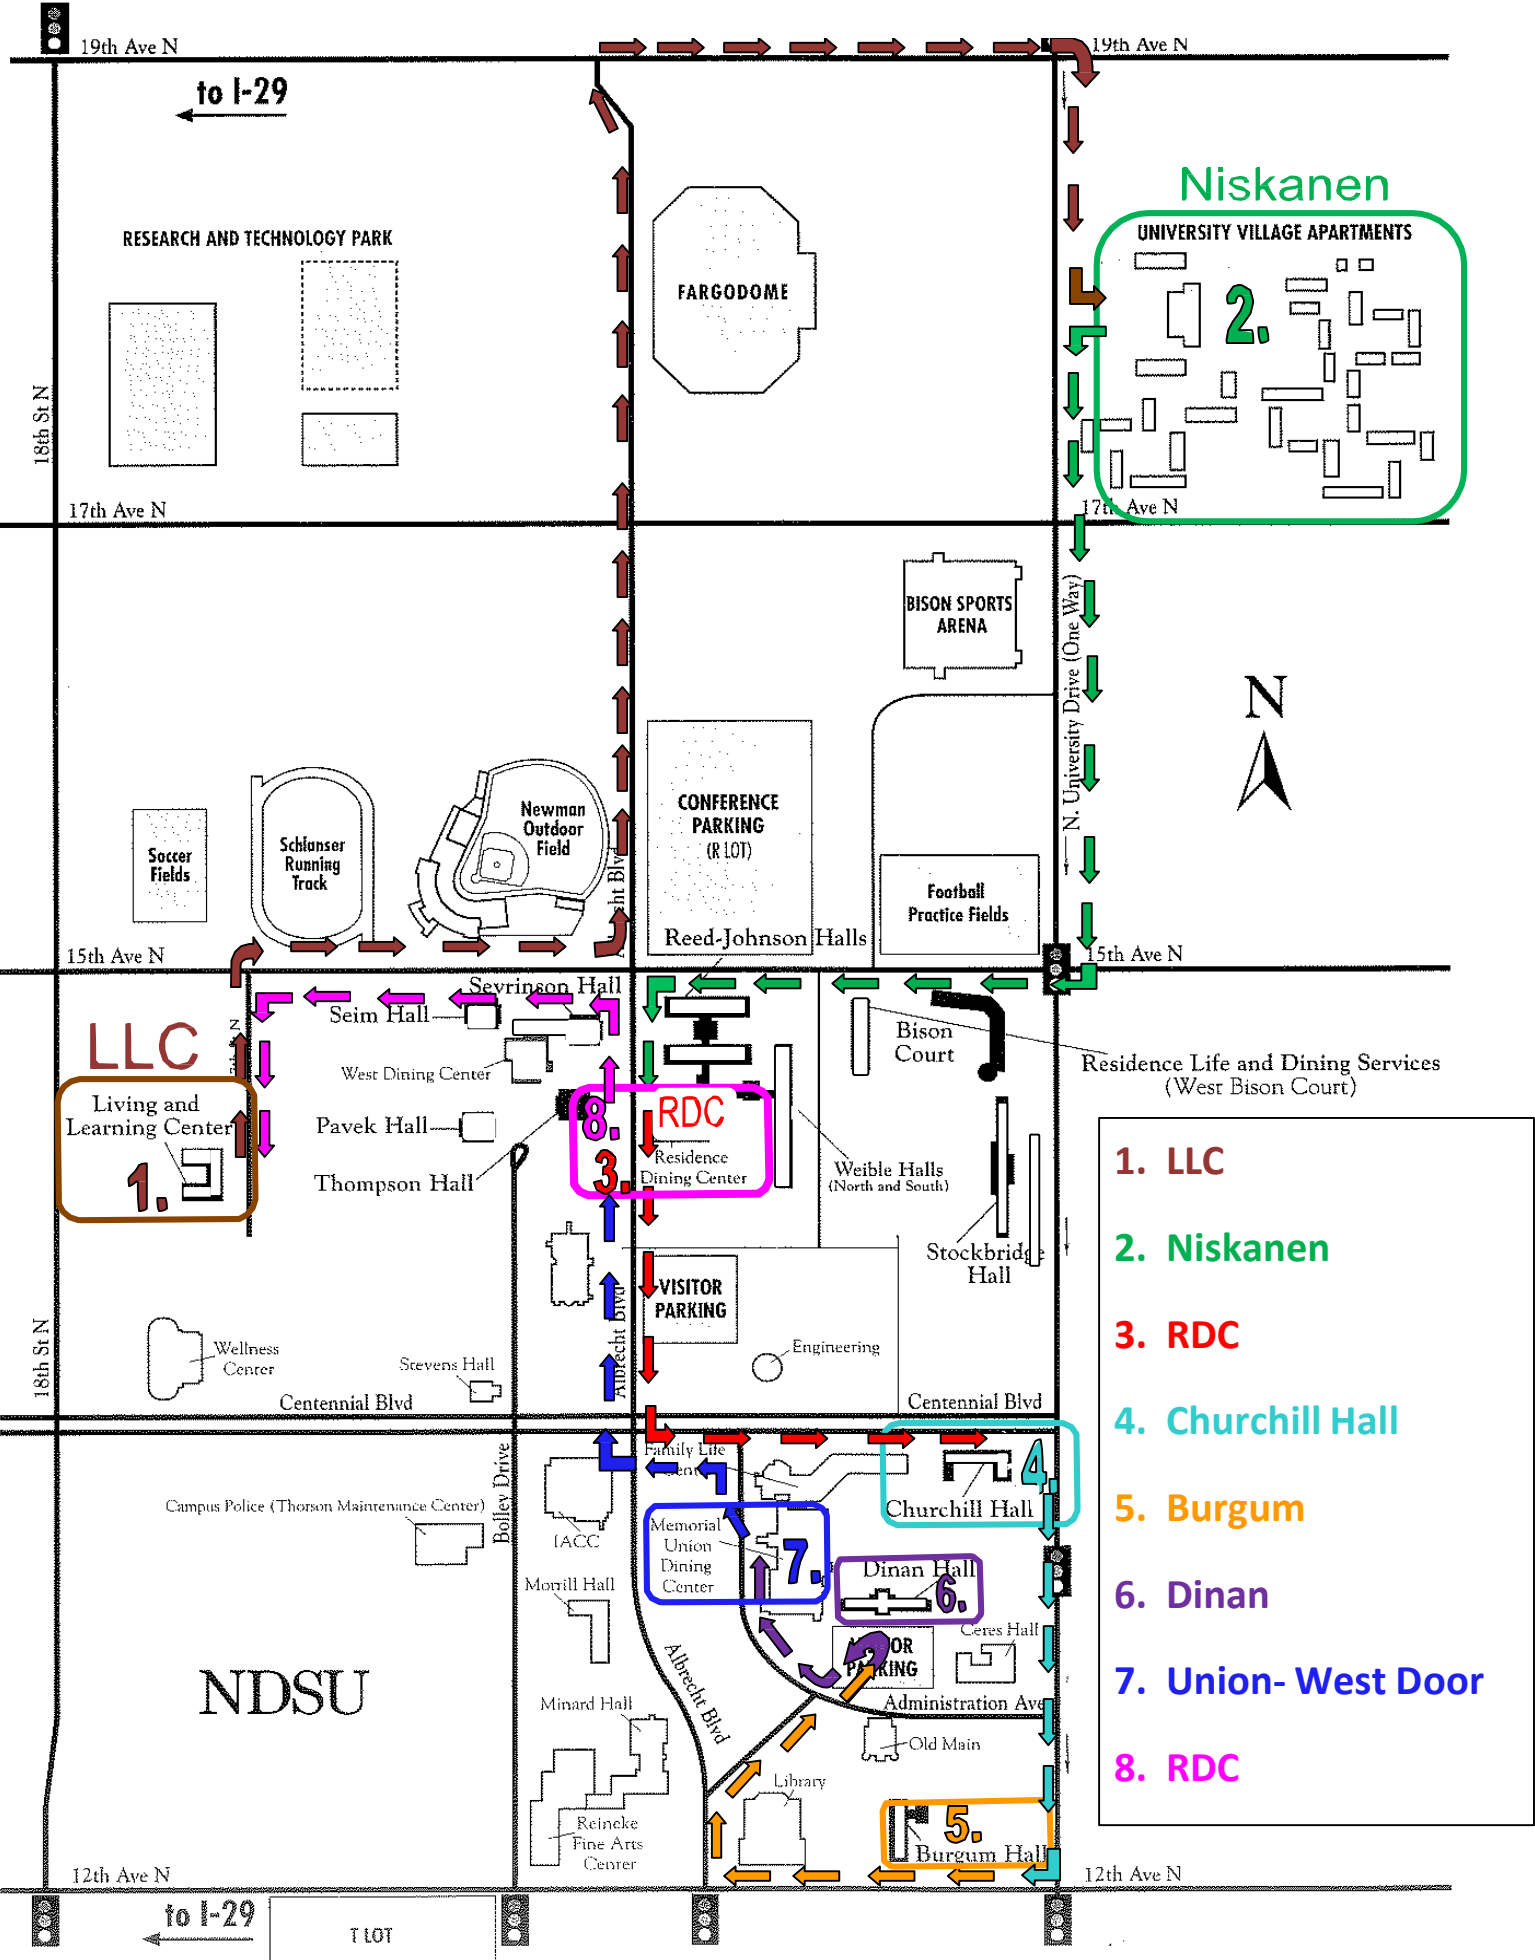 19th Ave N
19th Ave N
to I-29
Niskanen
UNIVERSITY VILLAGE APARTMENTS
2.
RESEARCH AND TECHNOLOGY PARK
FARGODOME
18th St N
17th Ave N
17th Ave N
BISON SPORTS
ARENA
N. University Drive (One Way)
N
Soccer
Fields
Schlanser
Running
Track
Newman
Outdoor
Field
CONFERENCE
PARKING
(R LOT)
Football
Practice Fields
Reed-Johnson Halls
15th Ave N
15th Ave N
Sevrinson Hall
Seim Hall
West Dining Center
Pavek Hall
Thompson Hall
LLC
Living and
Learning Center
1.
8.
RDC
3.
Residence
Dining Center
Weible Halls
(North and South)
Bison
Court
Residence Life and Dining Services
(West Bison Court)
Stockbridge
Hall
VISITOR
PARKING
Engineering
Albrecht Blvd
Wellness
Center
Stevens Hall
18th St N
Centennial Blvd
Centennial Blvd
Family Life
Churchill Hall
4.
Campus Police (Thorson Maintenance Center)
Bolley Drive
IACC
Memorial
Union
Dining
Center
7.
Dinan Hall
6.
Morrill Hall
Ceres Hall
PARKING
Albrecht Blvd
Administration Ave
NDSU
Minard Hall
Old Main
Library
Reineke
Fine Arts
Center
5.
Burgum Hall
12th Ave N
12th Ave N
to I-29
T LOT
1. LLC
2. Niskanen
3. RDC
4. Churchill Hall
5. Burgum
6. Dinan
7. Union- West Door
8. RDC